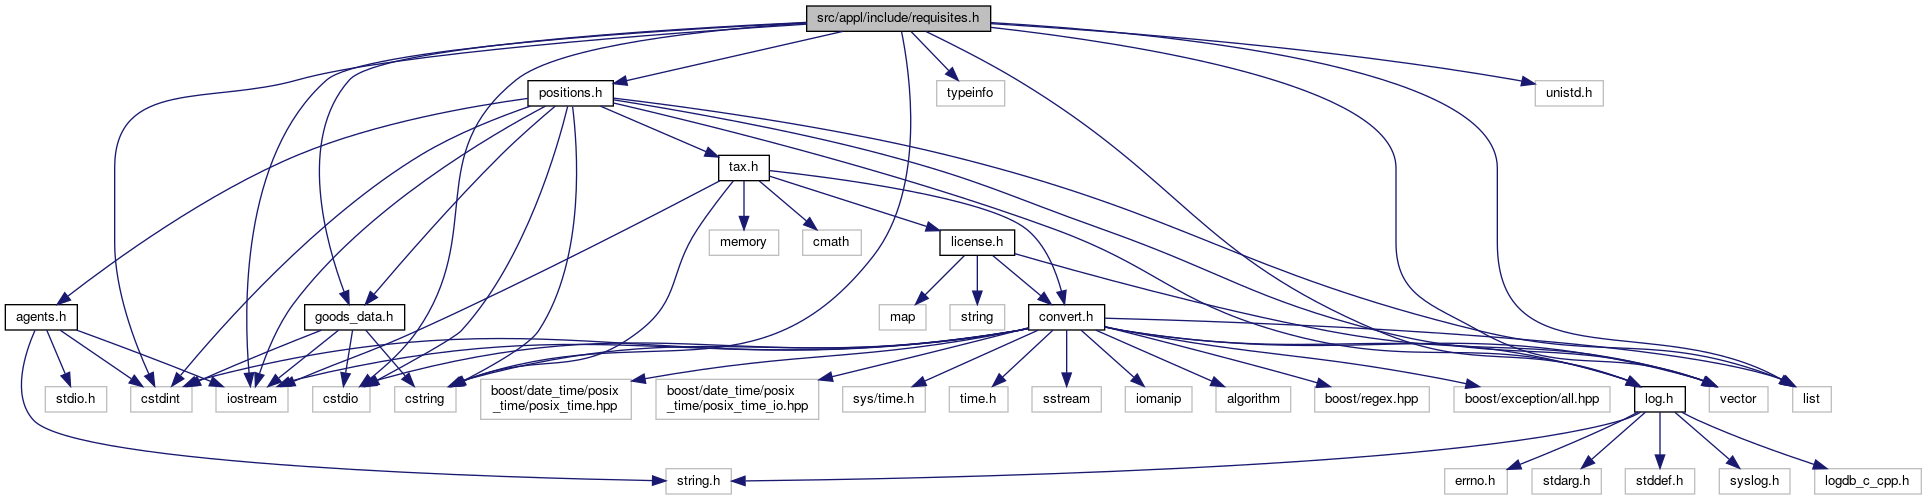 src/appl/include/requisites.h
positions.h
typeinfo
unistd.h
tax.h
memory
cmath
license.h
agents.h
goods_data.h
map
string
convert.h
stdio.h
cstdint
iostream
cstdio
cstring
boost/date_time/posix
_time/posix_time.hpp
boost/date_time/posix
_time/posix_time_io.hpp
sys/time.h
time.h
sstream
iomanip
algorithm
boost/regex.hpp
boost/exception/all.hpp
log.h
vector
list
string.h
errno.h
stdarg.h
stddef.h
syslog.h
logdb_c_cpp.h